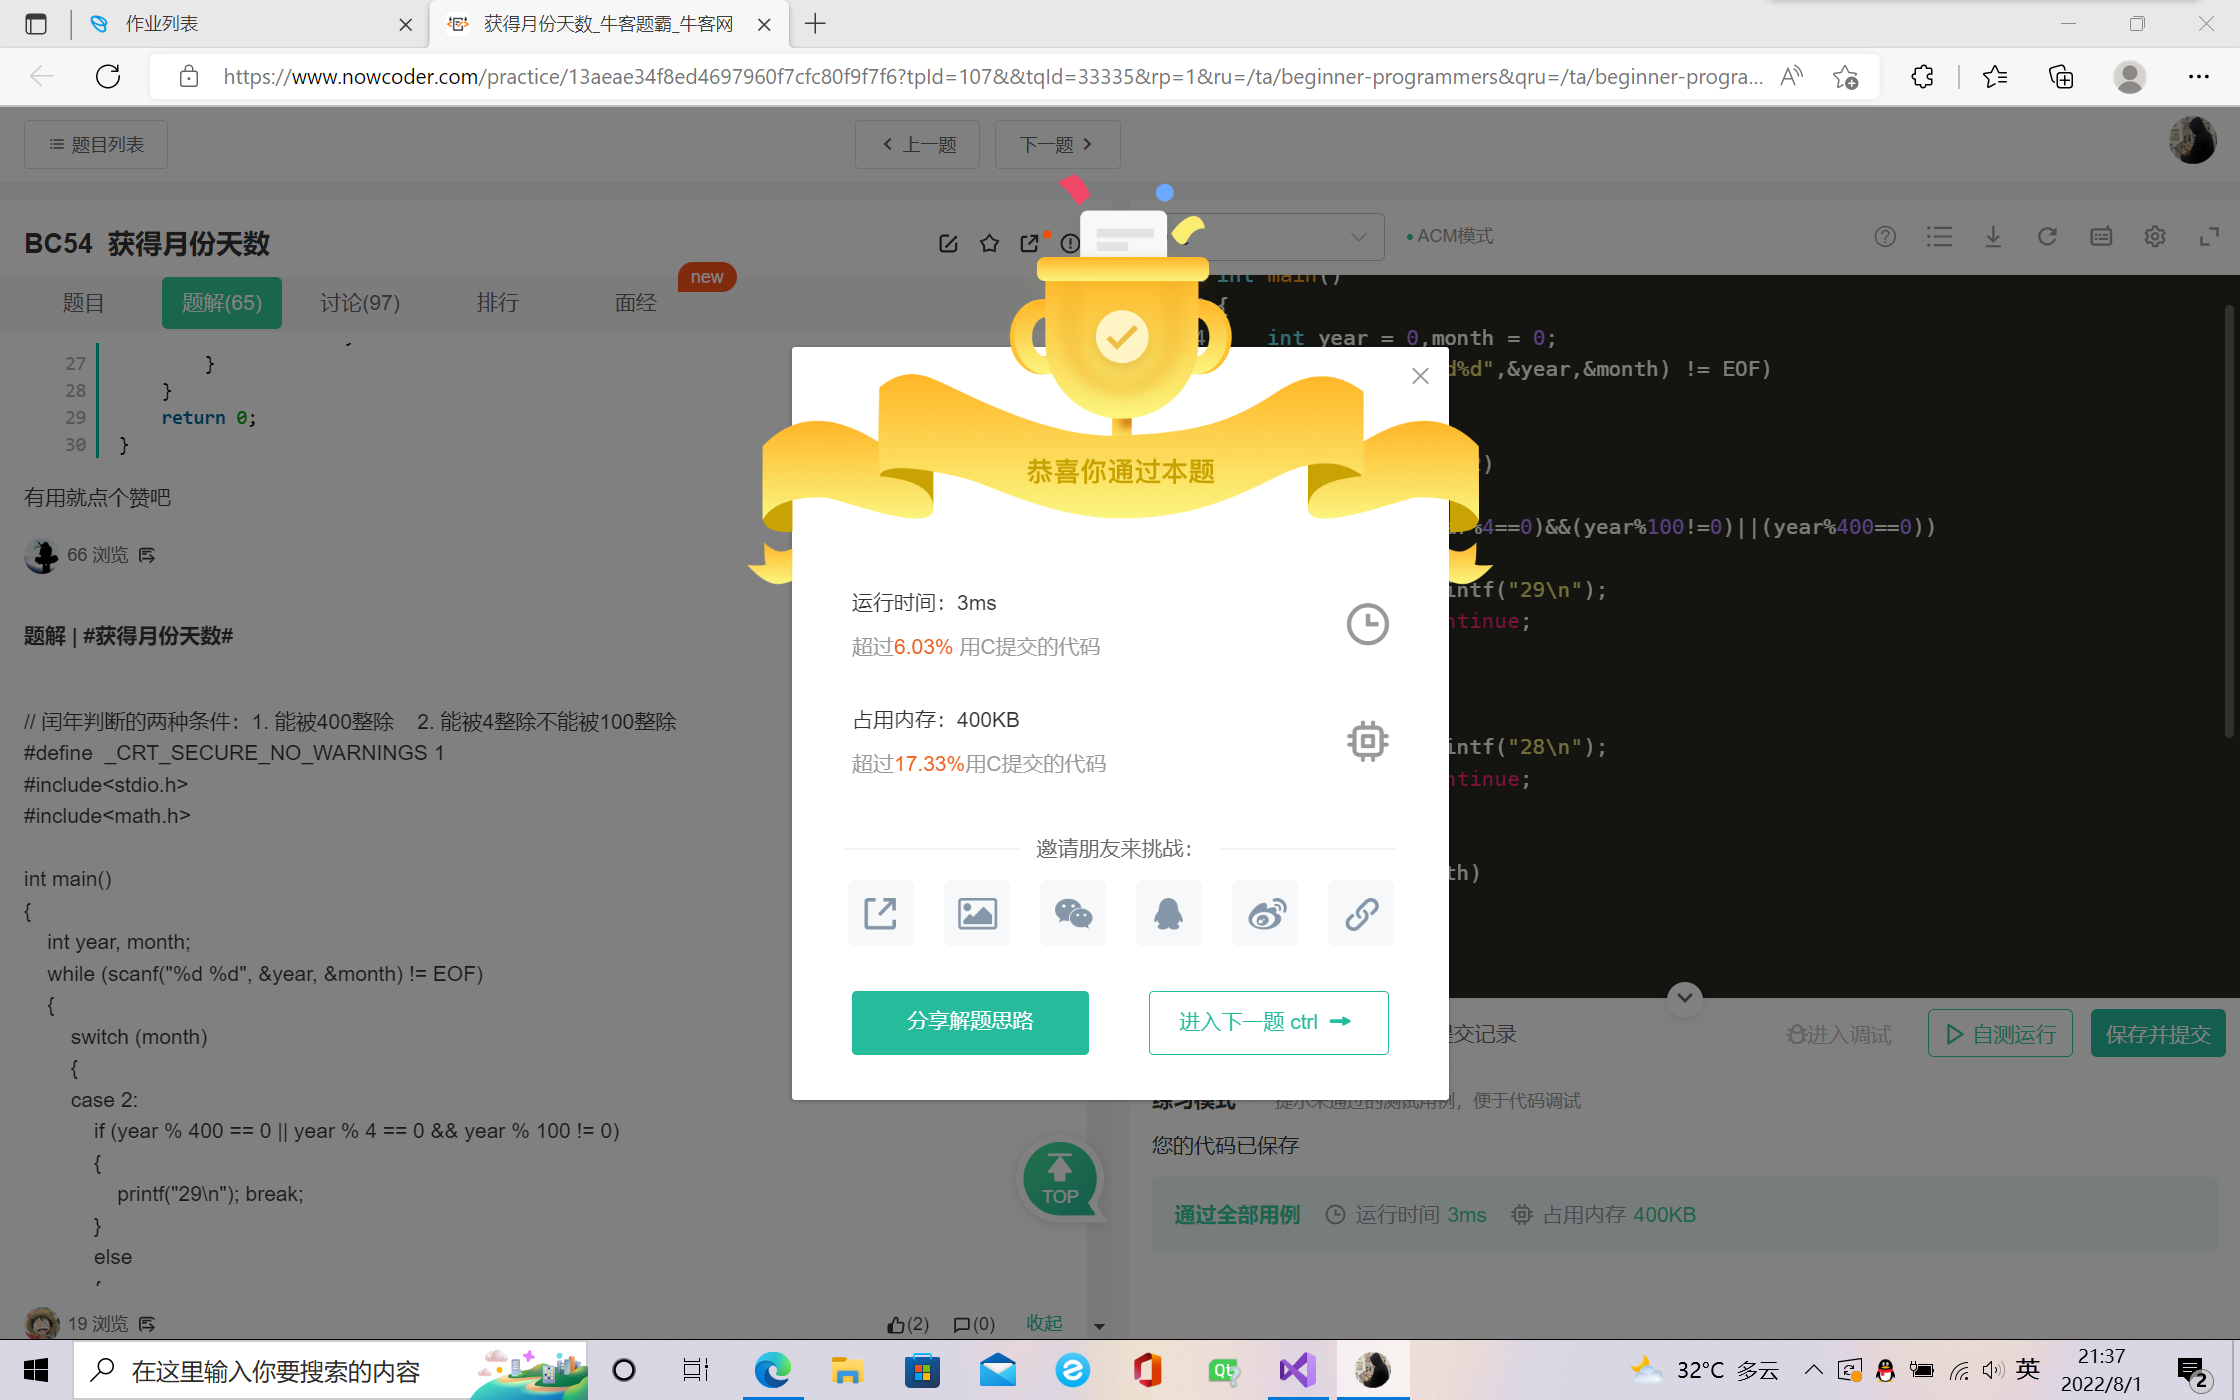 作业列表
获得月份天数_牛客题霸_牛客网
https://www.nowcoder.com/practice/13aeae34f8ed4697960f7cfc80f9f7f6?tpId=107&&tqId=33335&rp=1&ru=/ta/beginner-programmers&qru=/ta/beginner-progra...
题目列表
上一题
下一题
BC54 获得月份天数
ACM模式
题目
题解(65)
讨论(97)
排行
面经
new
27 }
28 }
29 return 0;
30 }
有用就点个赞吧
66 浏览
题解 | #获得月份天数#
// 闰年判断的两种条件：1. 能被400整除 2. 能被4整除不能被100整除
#define _CRT_SECURE_NO_WARNINGS 1
#include<stdio.h>
#include<math.h>
int main()
{
int year, month;
while (scanf("%d %d", &year, &month) != EOF)
{
switch (month)
{
case 2:
if (year % 400 == 0 || year % 4 == 0 && year % 100 != 0)
{
printf("29\n"); break;
}
else
19 浏览
(2)
(0)
收起
TOP
恭喜你通过本题
运行时间：3ms
超过6.03% 用C提交的代码
占用内存：400KB
超过17.33%用C提交的代码
邀请朋友来挑战：
分享解题思路
进入下一题 ctrl
int main()
{
4 int year = 0,month = 0;
d%d",&year,&month) != EOF)
)
%4==0)&&(year%100!=0)||(year%400==0))
intf("29\n");
ntinue;
intf("28\n");
ntinue;
th)
交记录
进入调试
自测运行
保存并提交
练习模式 提示未通过的测试用例，便于代码调试
您的代码已保存
通过全部用例 运行时间 3ms 占用内存 400KB
在这里输入你要搜索的内容
Qt
32°C 多云
英
21:37
2022/8/1
2